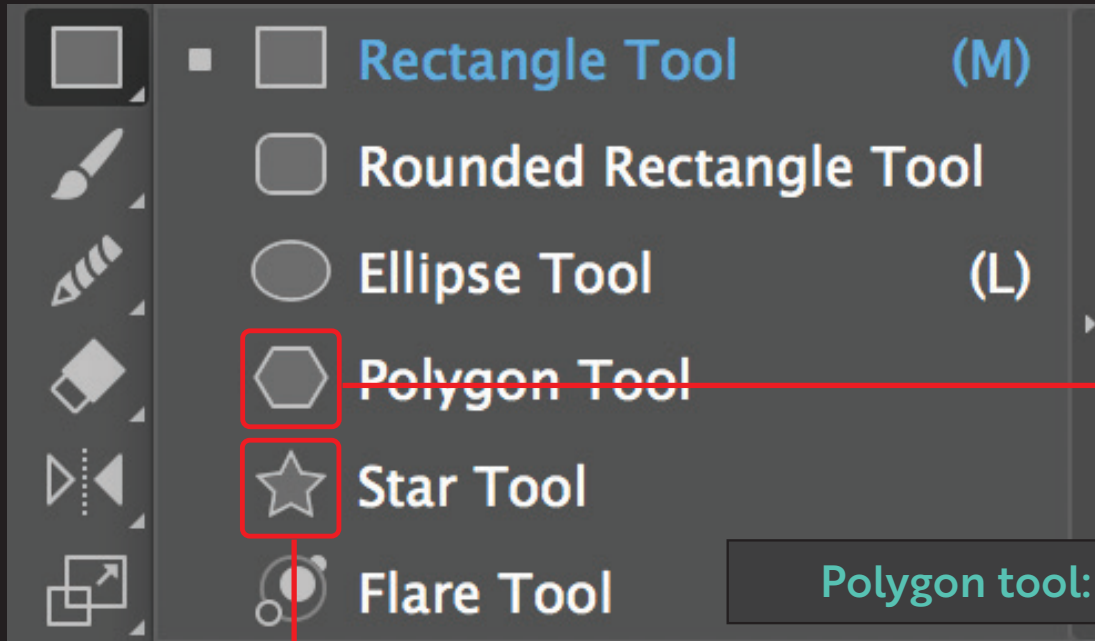 Rectangle Tool (M)
Rounded Rectangle Tool
Ellipse Tool (L)
Polygon Tool
Star Tool
Flare Tool
Polygon tool: